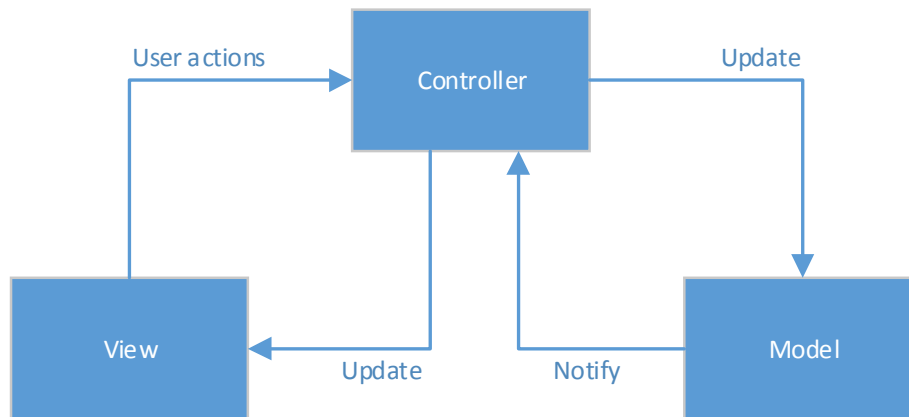 User actions
Controller
Update
View
Update
Notify
Model